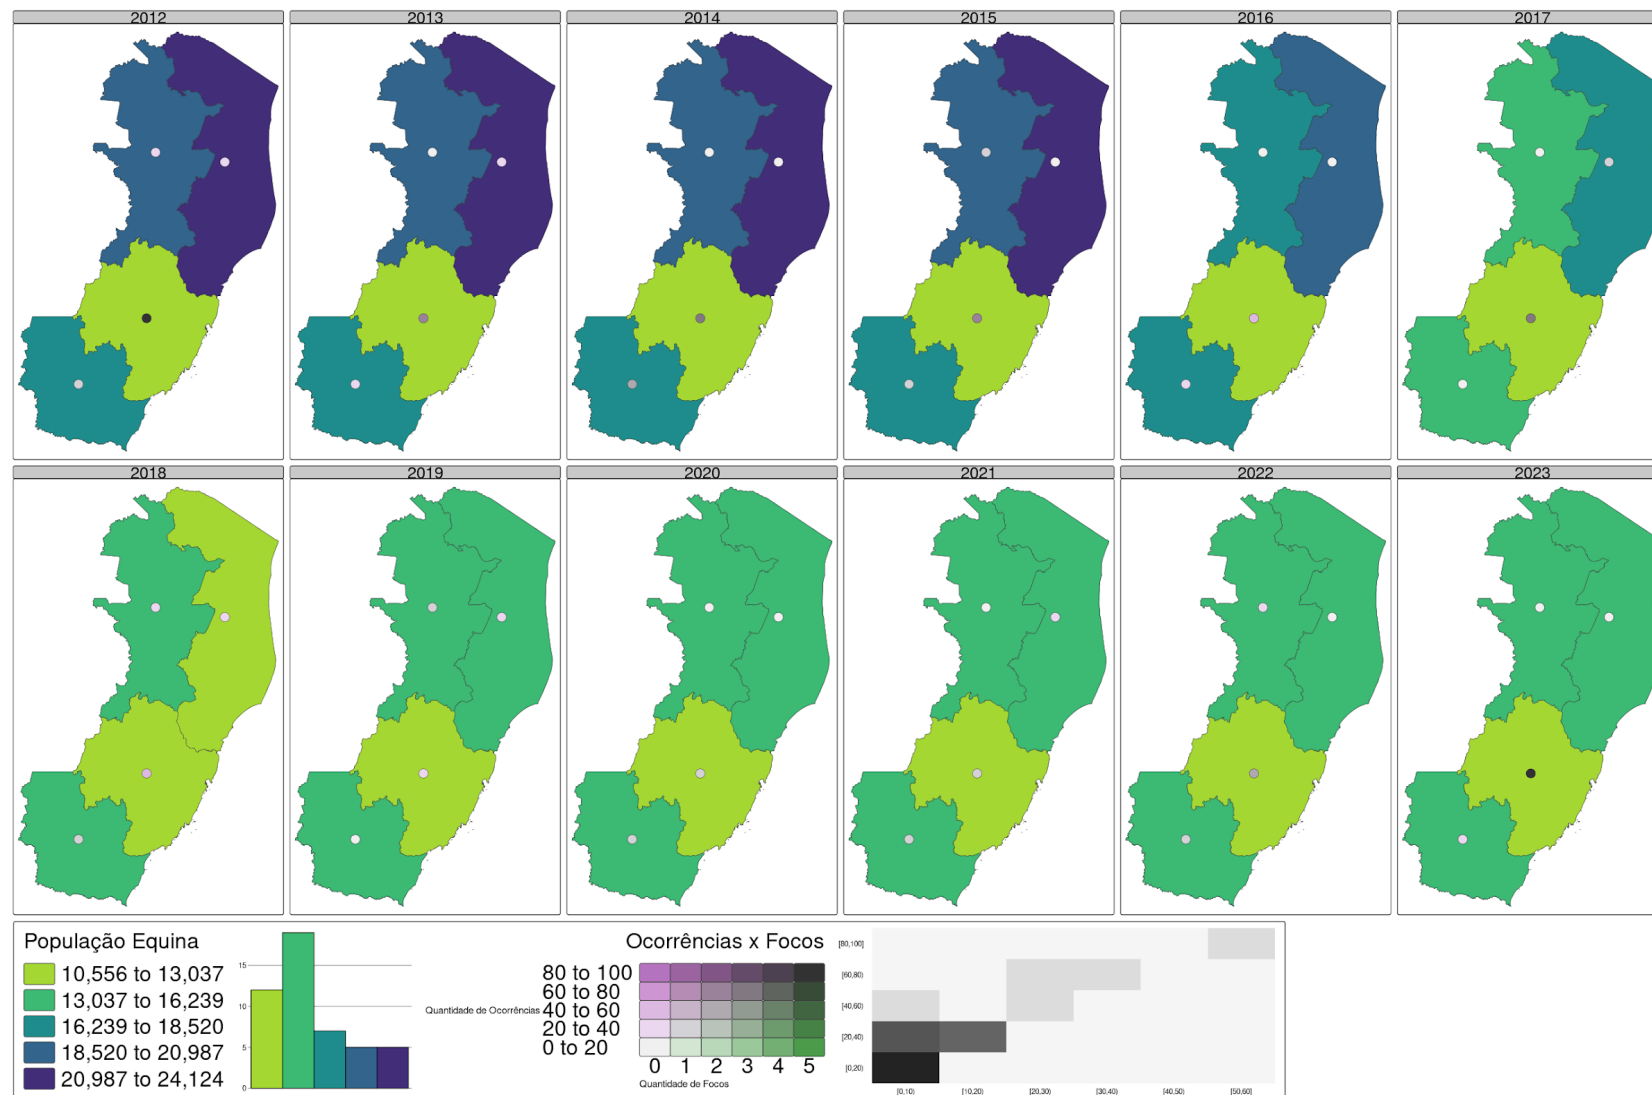 2012 2013 2014 2015 2016 2017
2018 2019 2020 2021 2022 2023
População Equina
10,556 to 13,037
13,037 to 16,239
16,239 to 18,520
18,520 to 20,987
20,987 to 24,124
15
10
5
0
Ocorrências x Focos
Quantidade de Ocorrências
80 to 100
60 to 80
40 to 60
20 to 40
0 to 20
0 1 2 3 4 5
Quantidade de Focos
[80,100]
[60,80)
[40,60)
[20,40)
[0,20)
[0,10) [10,20) [20,30) [30,40) [40,50) [50,60]